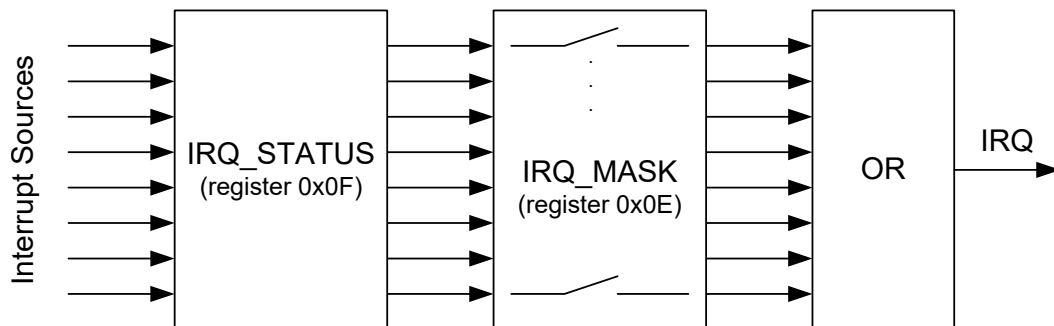 Interrupt Sources
IRQ_STATUS
(register 0x0F)
IRQ_MASK
(register 0x0E)
OR
IRQ